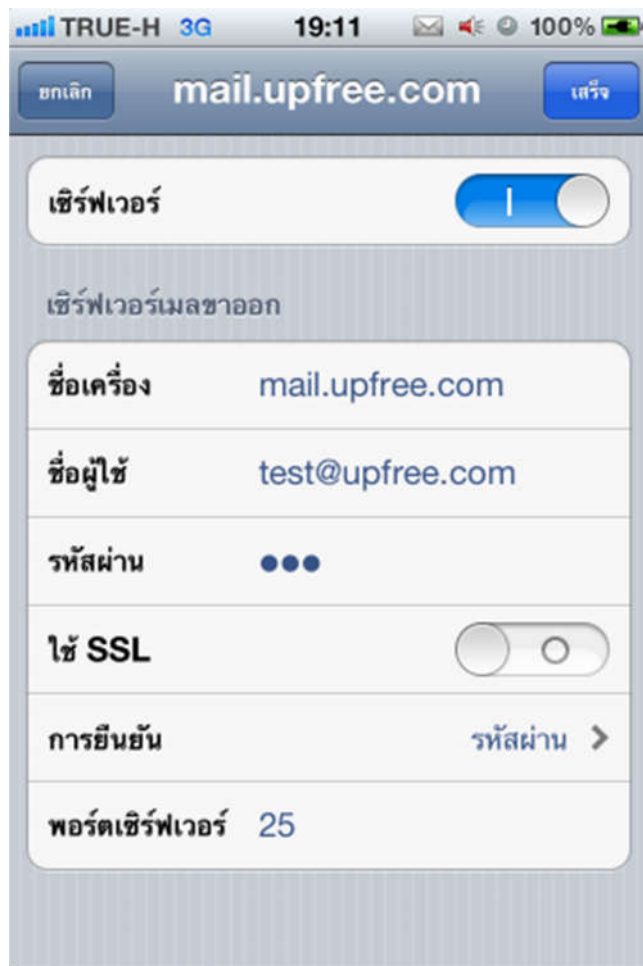 TRUE-H 3G 19:11 100%
ยกเลิก mail.upfree.com เสร็จ
เซิร์ฟเวอร์
เซิร์ฟเวอร์เมลขาออก
ชื่อเครื่อง mail.upfree.com
ชื่อผู้ใช้ test@upfree.com
รหัสผ่าน ●●●
ใช้ SSL
การยืนยัน รหัสผ่าน
พอร์ตเซิร์ฟเวอร์ 25